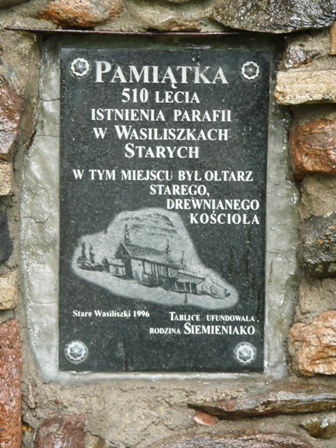 PAMIĄTKA
510 LECIA
ISTNIENIA PARAFII
W WASILISZKACH
STARYCH
W TYM MIEJSCU BYŁ OŁTARZ
STAREGO,
DREWNIANEGO
KOŚCIOŁA
Stare Wasiliszki 1996
TABLICE UFUNDOWAŁA
RODZINA SIEMIENIAKO